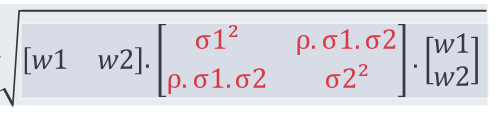 √ [w1 w2]. [σ1² ρ.σ1.σ2
ρ.σ1.σ2 σ2²] . [w1
w2]